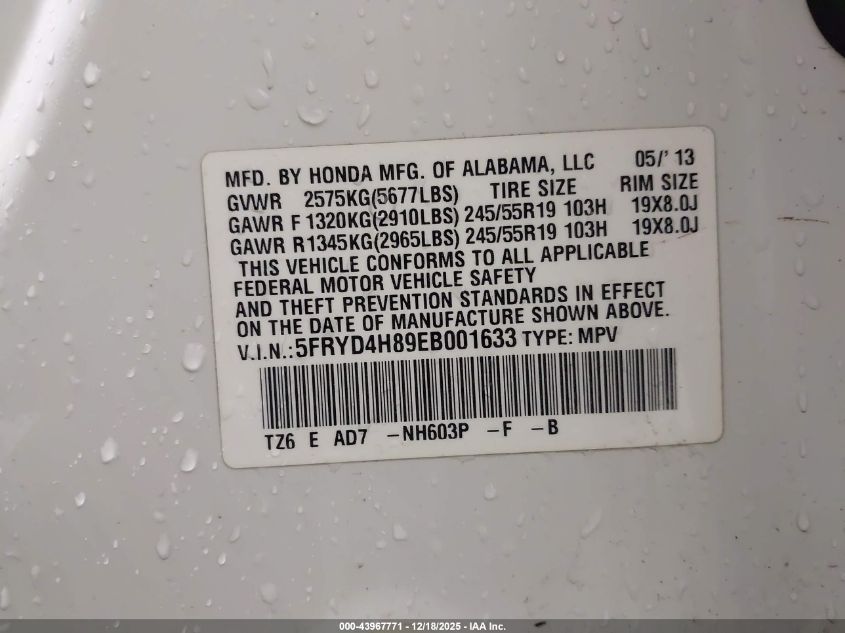 MFD. BY HONDA MFG. OF ALABAMA, LLC 05/'13
GVWR 2575KG(5677LBS) TIRE SIZE RIM SIZE
GAWR F 1320KG(2910LBS) 245/55R19 103H 19X8.0J
GAWR R1345KG(2965LBS) 245/55R19 103H 19X8.0J
THIS VEHICLE CONFORMS TO ALL APPLICABLE
FEDERAL MOTOR VEHICLE SAFETY
AND THEFT PREVENTION STANDARDS IN EFFECT
ON THE DATE OF MANUFACTURE SHOWN ABOVE.
V.I.N.:5FRYD4H89EB001633 TYPE: MPV
TZ6 E AD7 -NH603P -F -B
000-43967771 - 12/18/2025 - IAA Inc.